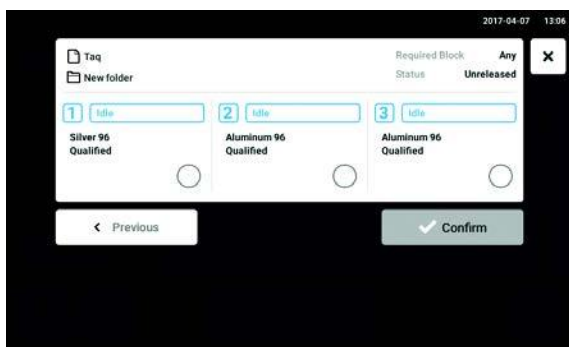 2017-04-07 13:06
Taq
Required Block Any
New folder
Status Unreleased
1 Idle
2 Idle
3 Idle
Silver 96
Qualified
Aluminum 96
Qualified
Aluminum 96
Qualified
Previous
Confirm